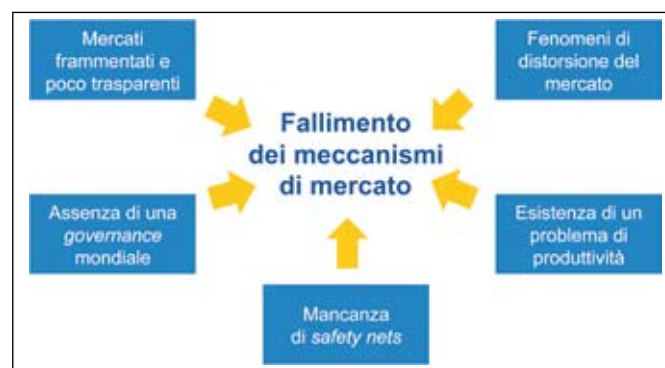 Mercati
frammentati e
poco trasparenti
Fenomeni di
distorsione del
mercato
Fallimento
dei meccanismi
di mercato
Assenza di una
governance
mondiale
Esistenza di un
problema di
produttività
Mancanza
di safety nets